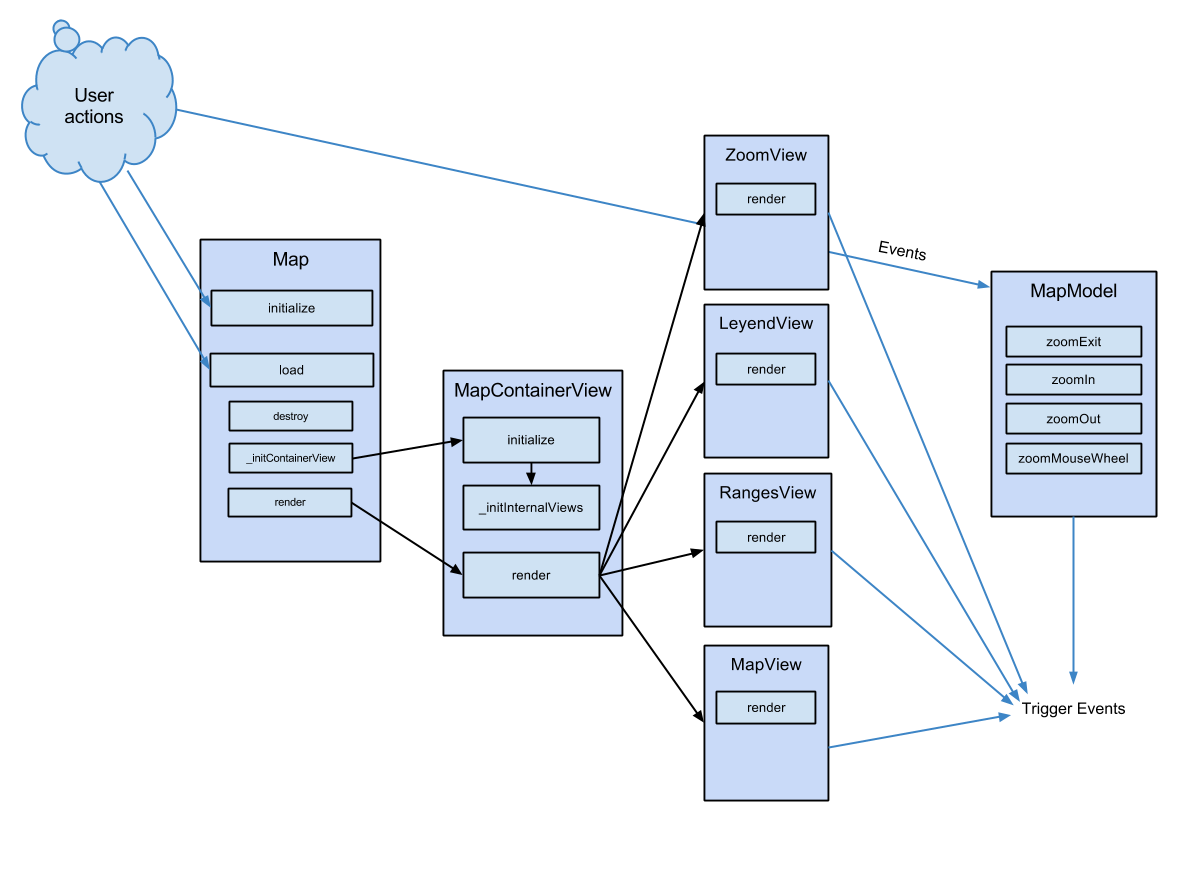 User
actions
Map
initialize
load
destroy
_initContainerView
render
MapContainerView
initialize
_initInternalViews
render
ZoomView
render
LeyendView
render
RangesView
render
MapView
render
Events
MapModel
zoomExit
zoomIn
zoomOut
zoomMouseWheel
Trigger Events